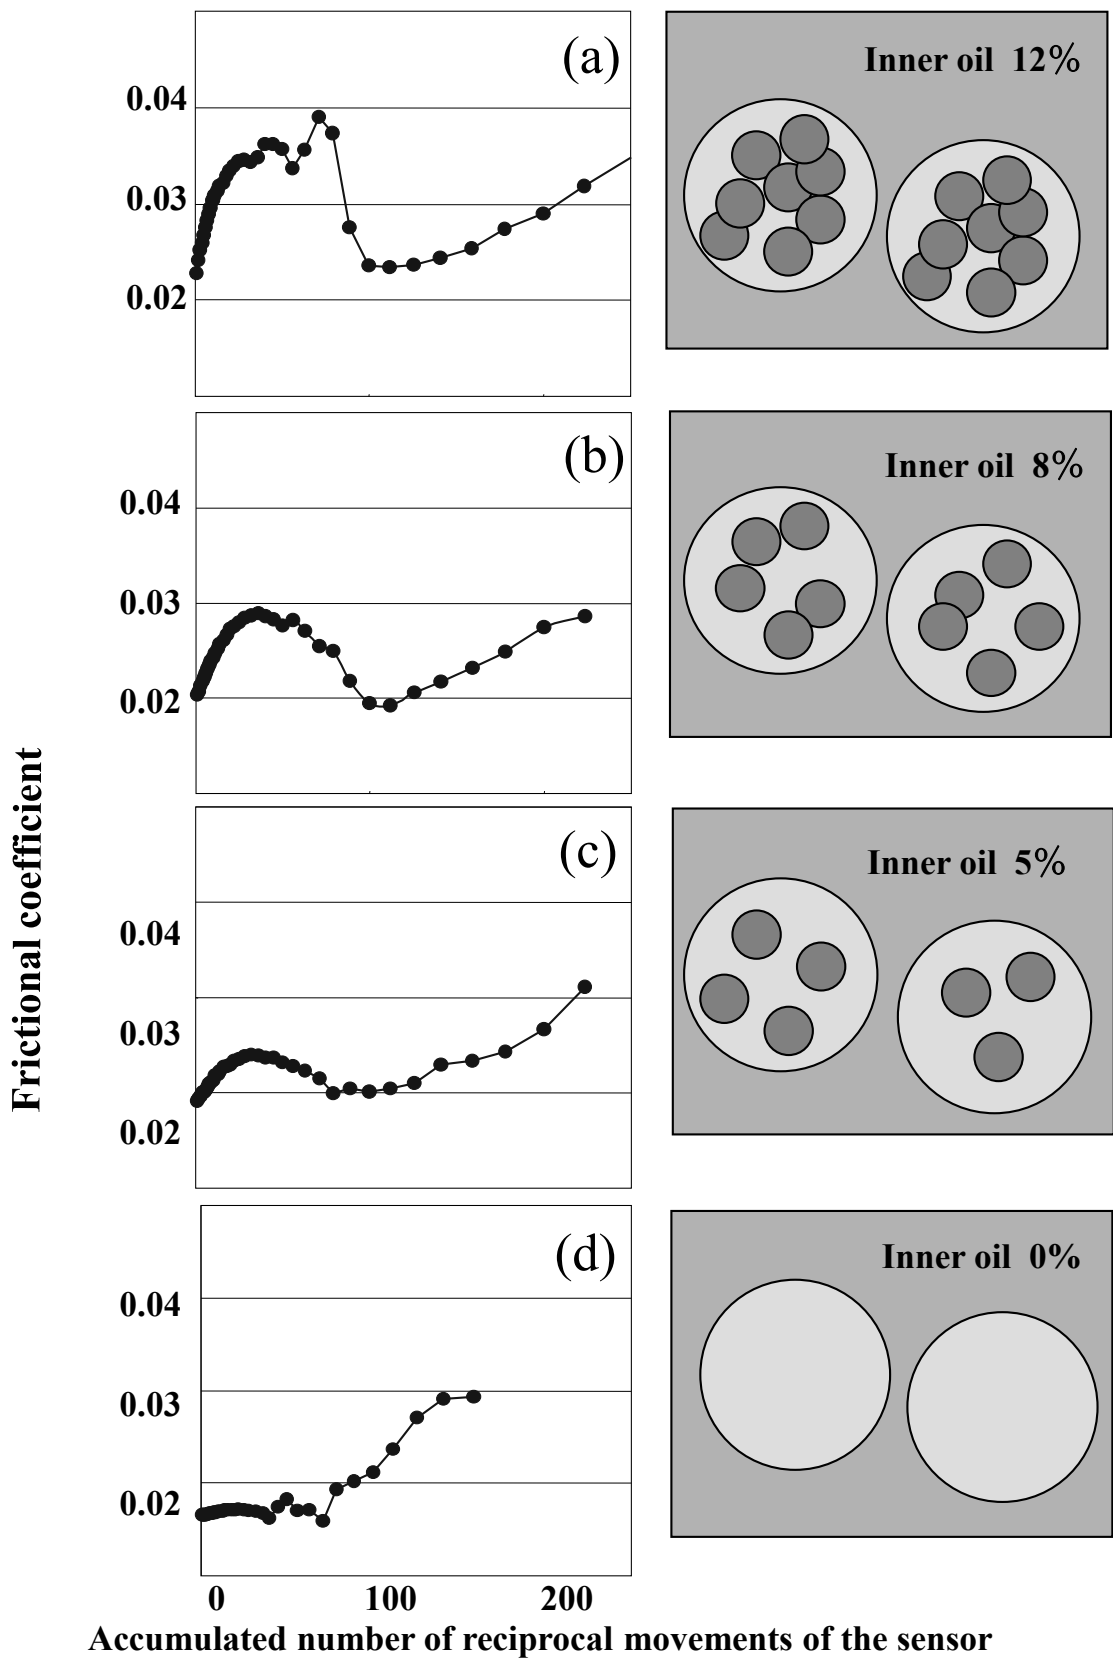 (a)
Inner oil 12%
0.04
0.03
0.02
(b)
Inner oil 8%
0.04
0.03
0.02
Frictional coefficient
(c)
Inner oil 5%
0.04
0.03
0.02
(d)
Inner oil 0%
0.04
0.03
0.02
0 100 200
Accumulated number of reciprocal movements of the sensor